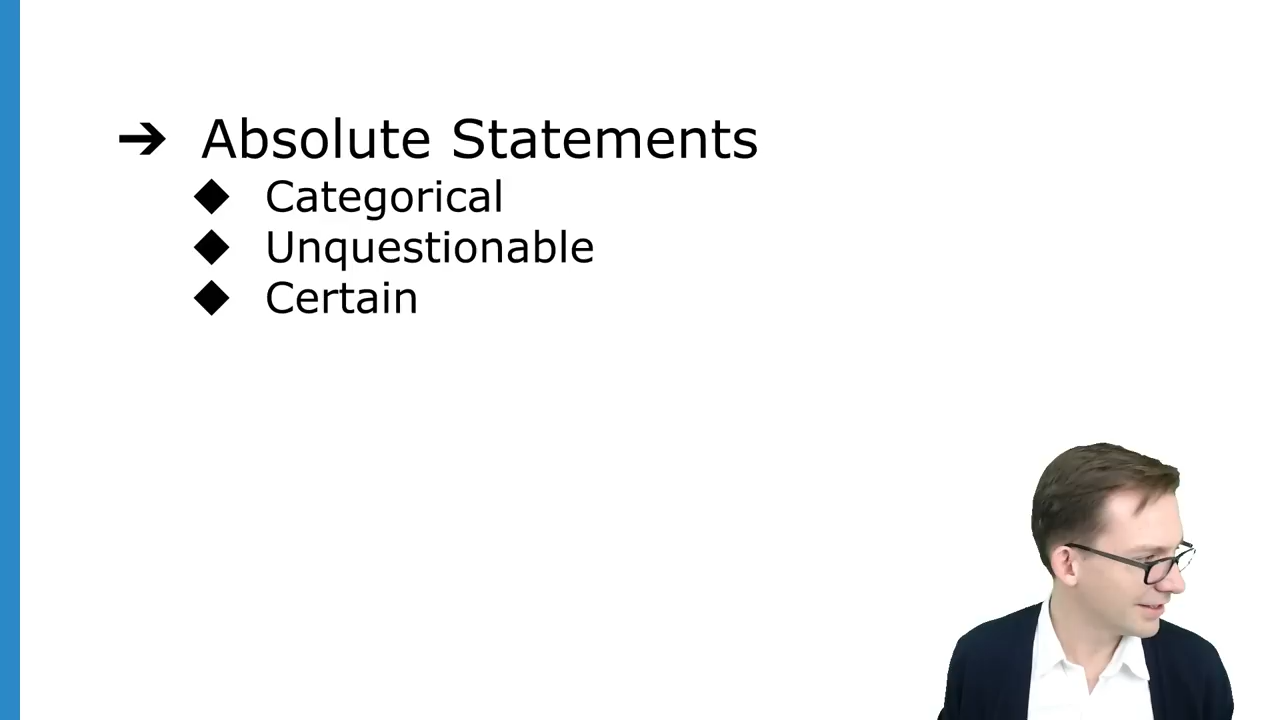 ➔ Absolute Statements
◆ Categorical
◆ Unquestionable
◆ Certain